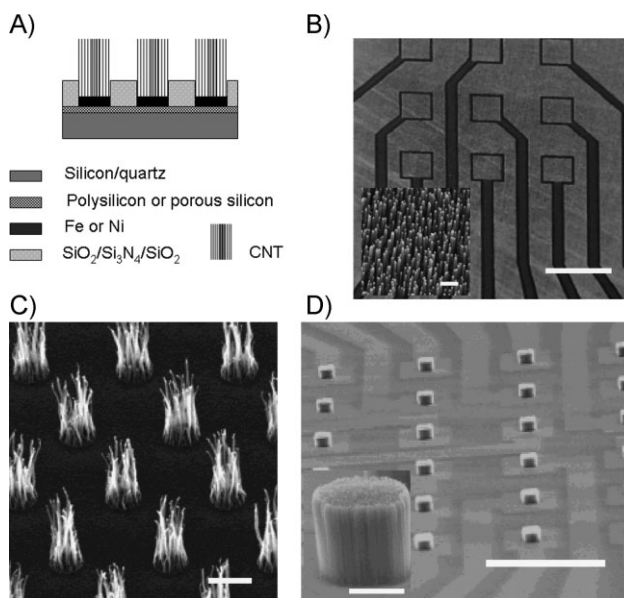 A)
B)
Silicon/quartz
Polysilicon or porous silicon
Fe or Ni
SiO₂/Si₃N₄/SiO₂
CNT
C)
D)